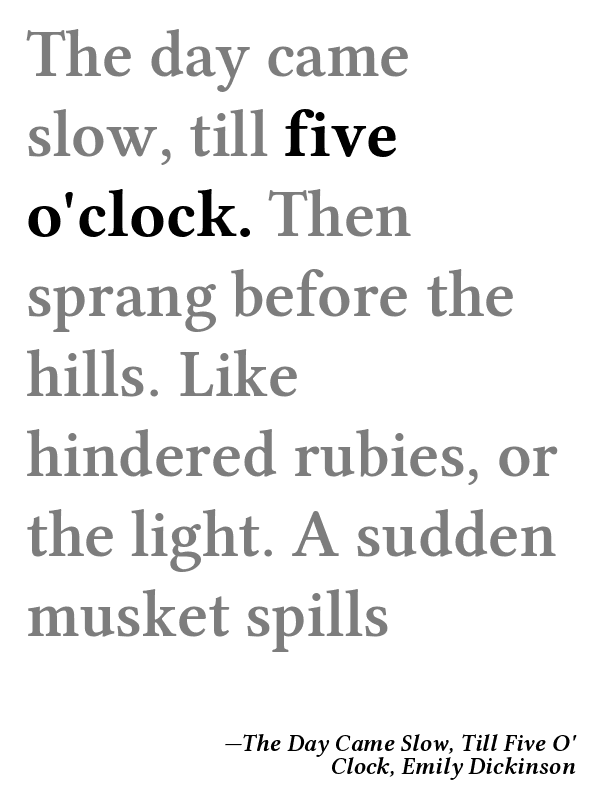 The day came
slow, till five
o'clock. Then
sprang before the
hills. Like
hindered rubies, or
the light. A sudden
musket spills
—The Day Came Slow, Till Five O'
Clock, Emily Dickinson